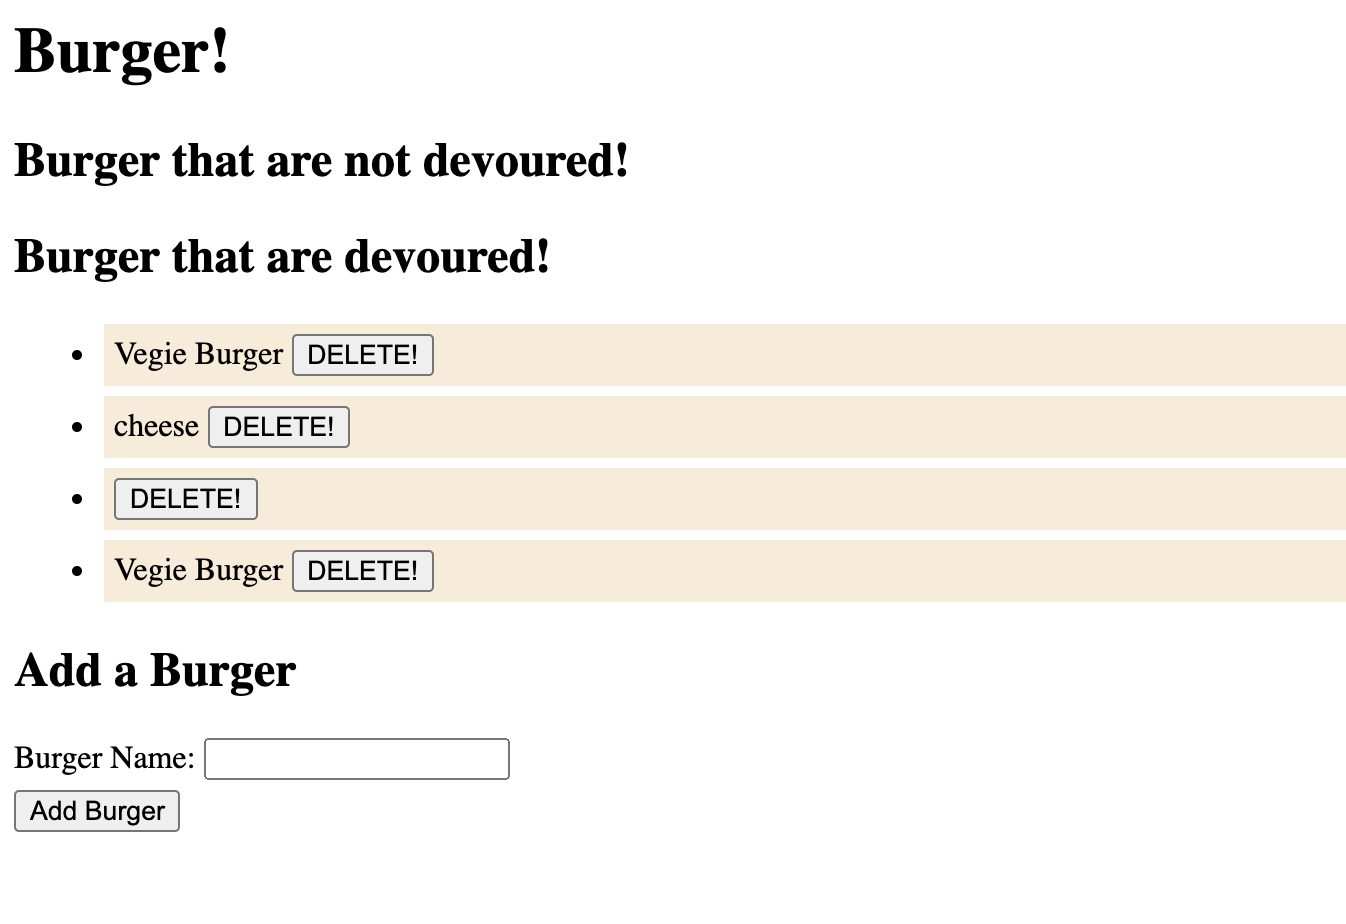 Burger!
Burger that are not devoured!
Burger that are devoured!
Vegie Burger DELETE!
cheese DELETE!
DELETE!
Vegie Burger DELETE!
Add a Burger
Burger Name:
Add Burger